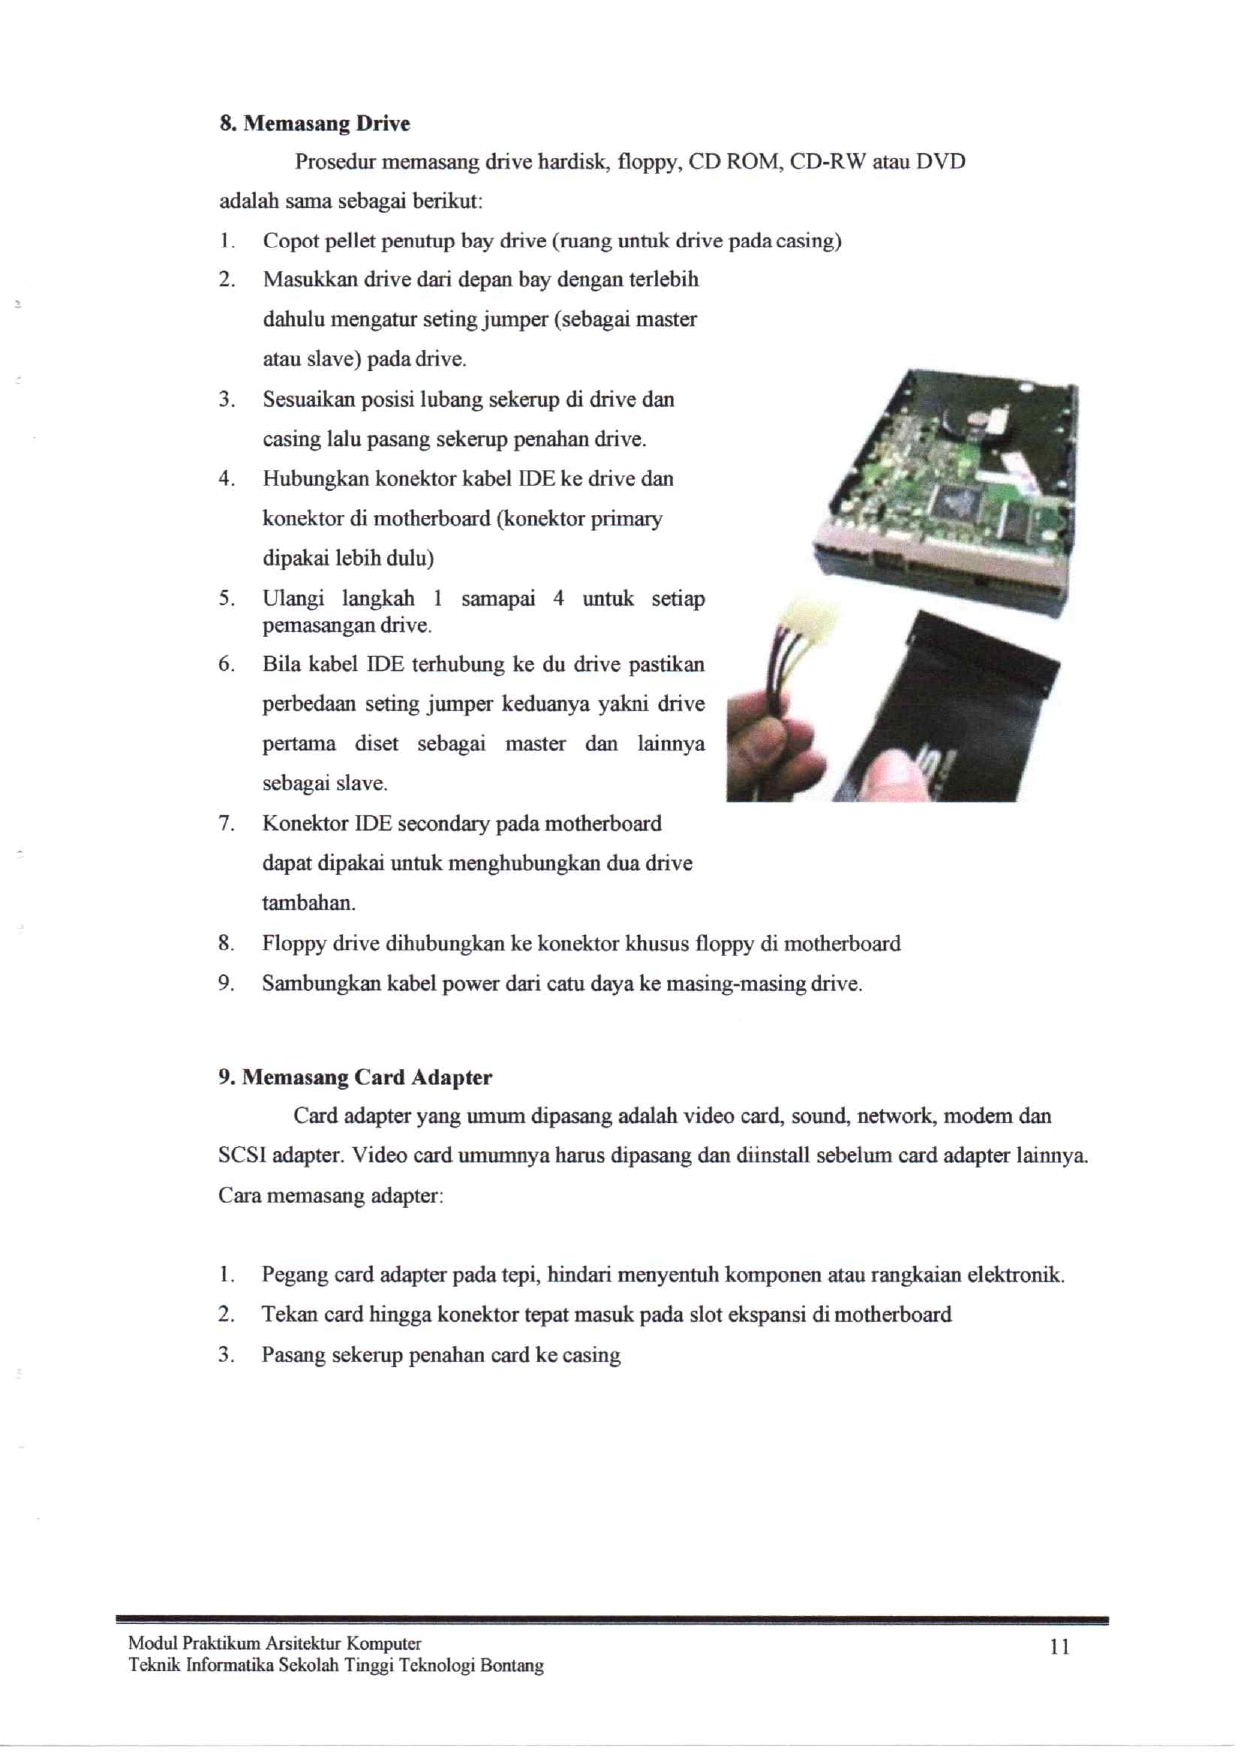 8. Memasang Drive
Prosedur memasang drive hardisk, floppy, CD ROM, CD-RW atau DVD
adalah sama sebagai berikut:
1. Copot pellet penutup bay drive (ruang untuk drive pada casing)
2. Masukkan drive dari depan bay dengan terlebih
dahulu mengatur seting jumper (sebagai master
atau slave) pada drive.
3. Sesuaikan posisi lubang sekerup di drive dan
casing lalu pasang sekerup penahan drive.
4. Hubungkan konektor kabel IDE ke drive dan
konektor di motherboard (konektor primary
dipakai lebih dulu)
5. Ulangi langkah 1 samapai 4 untuk setiap
pemasangan drive.
6. Bila kabel IDE terhubung ke du drive pastikan
perbedaan seting jumper keduanya yakni drive
pertama diset sebagai master dan lainnya
sebagai slave.
7. Konektor IDE secondary pada motherboard
dapat dipakai untuk menghubungkan dua drive
tambahan.
8. Floppy drive dihubungkan ke konektor khusus floppy di motherboard
9. Sambungkan kabel power dari catu daya ke masing-masing drive.
9. Memasang Card Adapter
Card adapter yang umum dipasang adalah video card, sound, network, modem dan
SCSI adapter. Video card umumnya harus dipasang dan diinstall sebelum card adapter lainnya.
Cara memasang adapter:
1. Pegang card adapter pada tepi, hindari menyentuh komponen atau rangkaian elektronik.
2. Tekan card hingga konektor tepat masuk pada slot ekspansi di motherboard
3. Pasang sekerup penahan card ke casing
Modul Praktikum Arsitektur Komputer 11
Teknik Informatika Sekolah Tinggi Teknologi Bontang